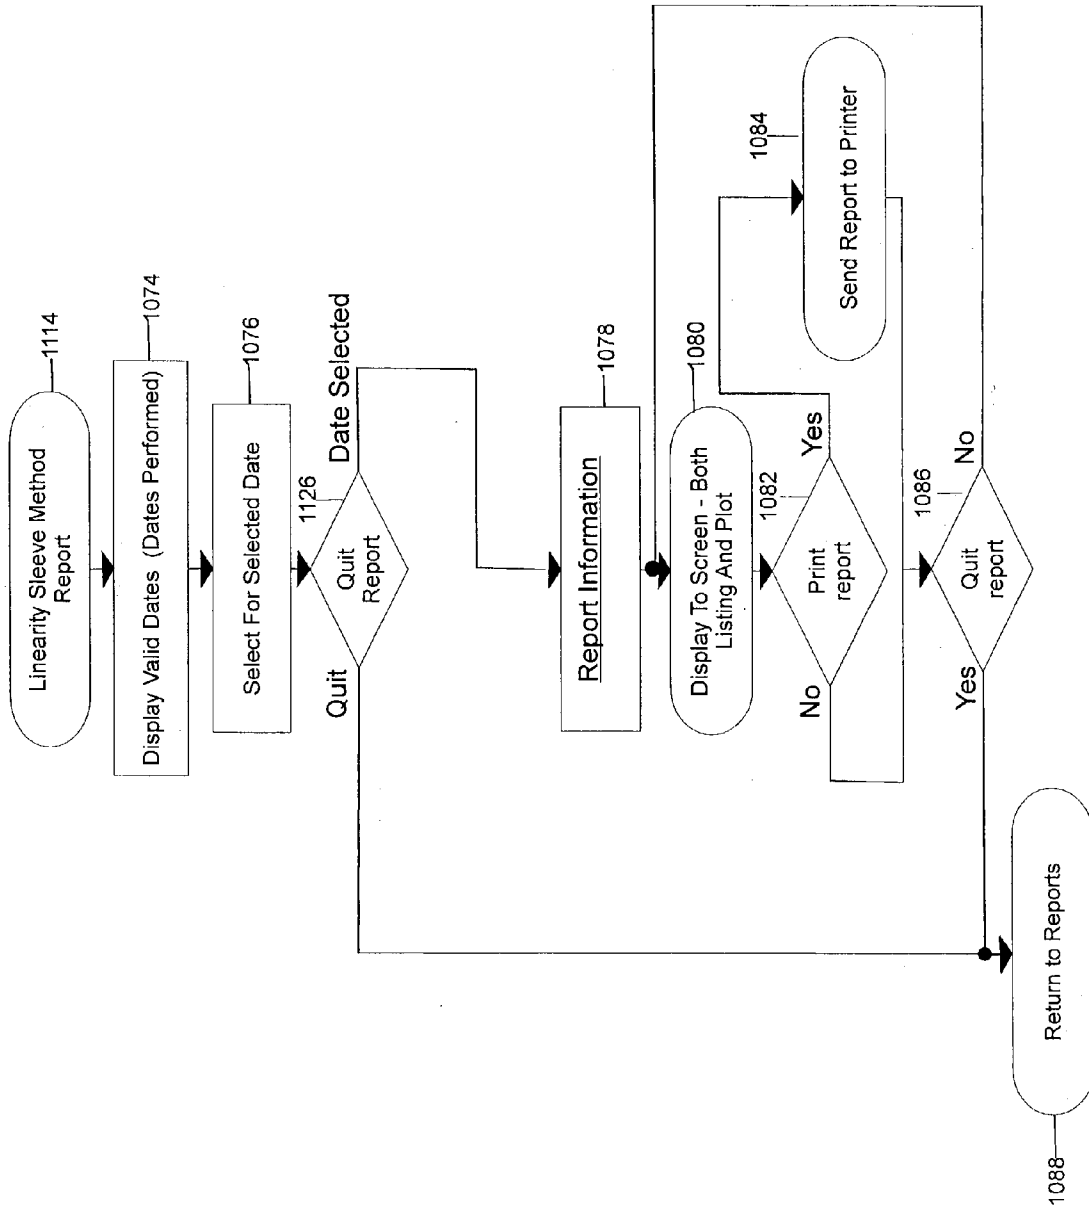 Linearity Sleeve Method
Report
1114
Display Valid Dates (Dates Performed)
1074
Select For Selected Date
1076
1126
Quit
Report
Quit
Date Selected
Report Information
1078
Display To Screen - Both
Listing And Plot
1080
Print
report
1082
No
Yes
Send Report to Printer
1084
Quit
report
1086
Yes
No
Return to Reports
1088